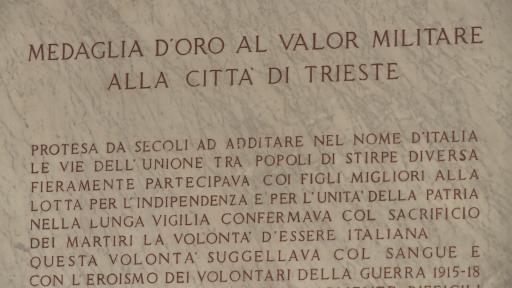 MEDAGLIA D'ORO AL VALOR MILITARE
ALLA CITTA' DI TRIESTE
PROTESA DA SECOLI AD ADDITARE NEL NOME D'ITALIA
LE VIE DELL'UNIONE TRA POPOLI DI STIRPE DIVERSA
FIERAMENTE PARTECIPAVA COI FIGLI MIGLIORI ALLA
LOTTA PER L'INDIPENDENZA E PER L'UNITA' DELLA PATRIA
NELLA LUNGA VIGILIA CONFERMAVA COL SACRIFICIO
DEI MARTIRI LA VOLONTA' D'ESSERE ITALIANA
QUESTA VOLONTA' SUGGELLAVA COL SANGUE E
CON L'EROISMO DEI VOLONTARI DELLA GUERRA 1915-18